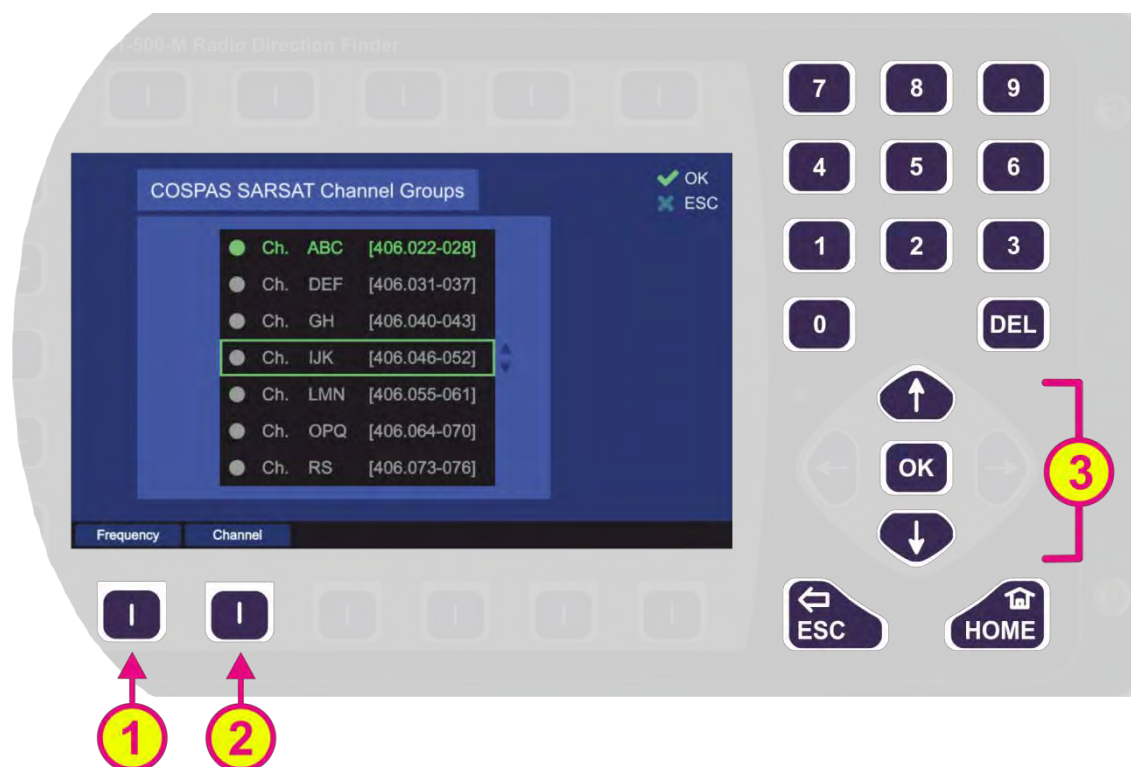 -500-M Radio Direction Finder
COSPAS SARSAT Channel Groups
OK
ESC
Ch. ABC [406.022-028]
Ch. DEF [406.031-037]
Ch. GH [406.040-043]
Ch. IJK [406.046-052]
Ch. LMN [406.055-061]
Ch. OPQ [406.064-070]
Ch. RS [406.073-076]
Frequency Channel
7 8 9
4 5 6
1 2 3
0 DEL
OK
3
ESC HOME
1 2